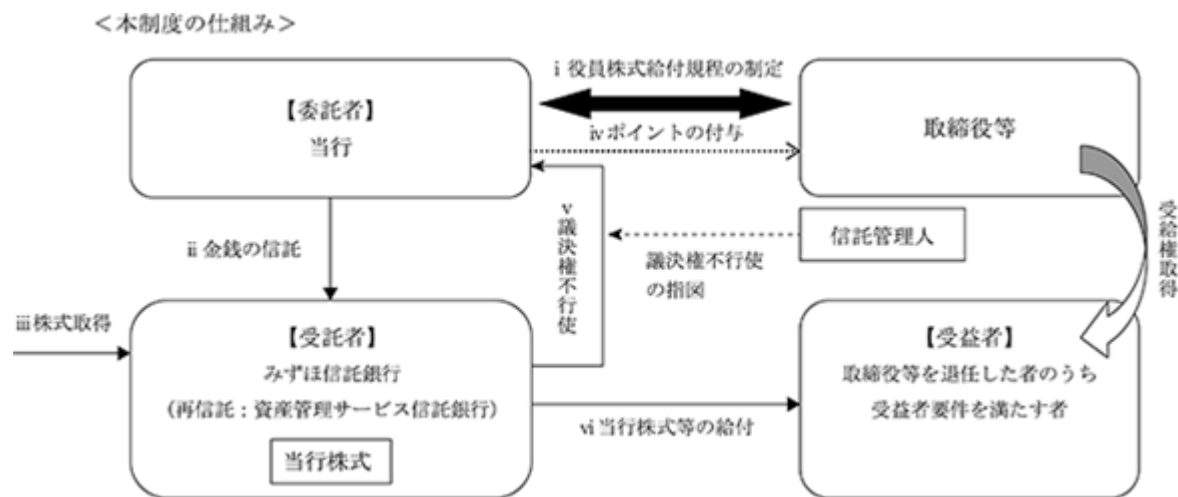 ＜本制度の仕組み＞
ⅰ 役員株式給付規程の制定
【委託者】
当行
ⅳポイントの付与
取締役等
ⅱ金銭の信託
ⅴ議決権不行使
信託管理人
議決権不行使
の指図
受給権取得
ⅲ株式取得
【受託者】
みずほ信託銀行
（再信託：資産管理サービス信託銀行）
当行株式
ⅵ当行株式等の給付
【受益者】
取締役等を退任した者のうち
受益者要件を満たす者